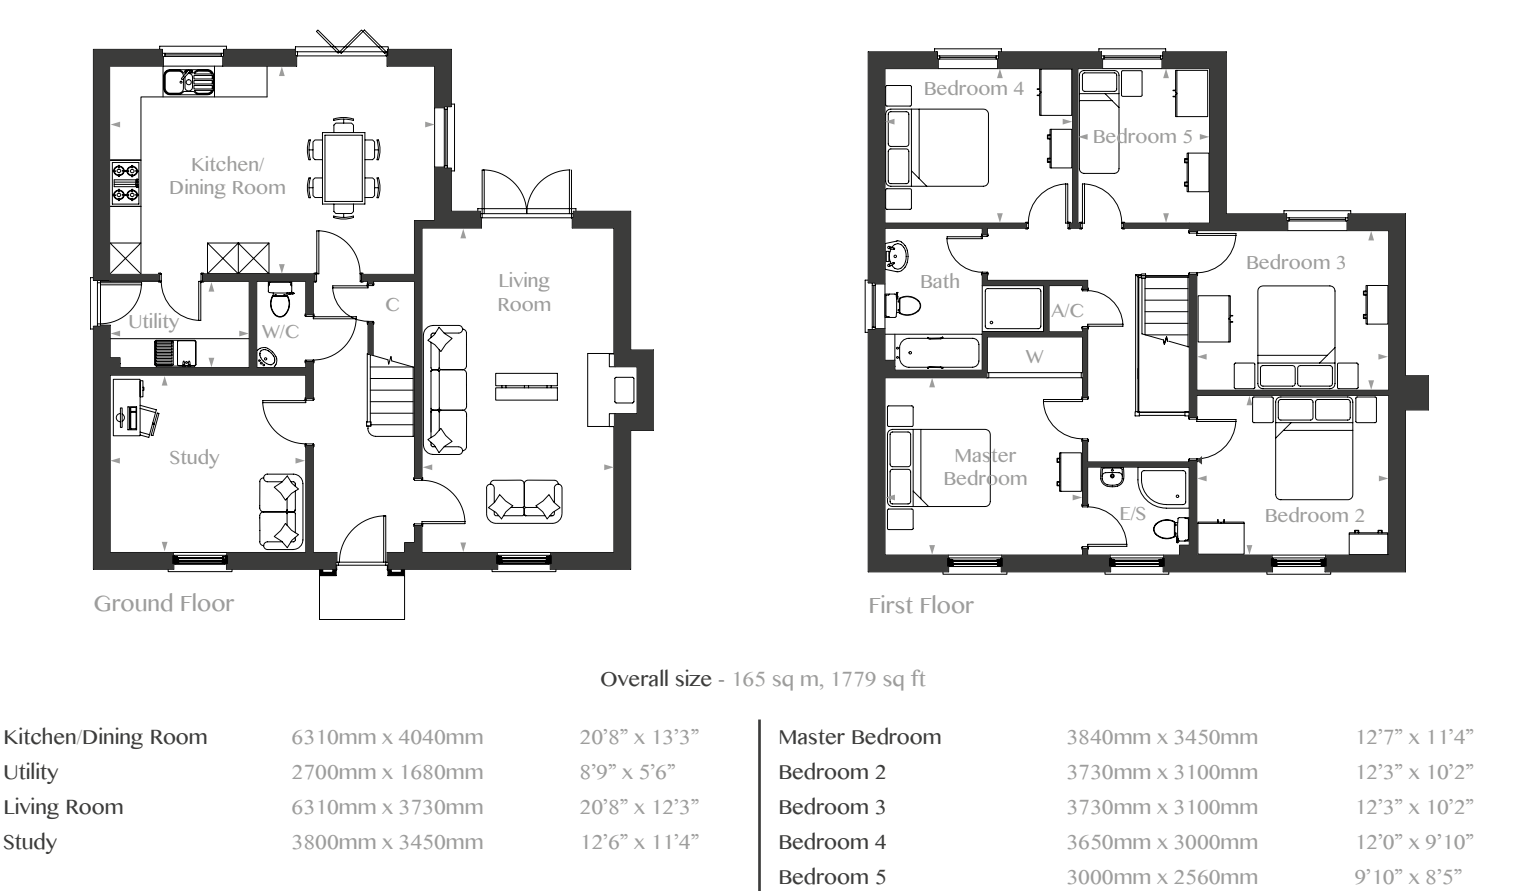 Kitchen/
Dining Room
Living
Room
Utility
W/C
C
Study
Ground Floor
Bedroom 4
Bedroom 5
Bath
A/C
W
Bedroom 3
Master
Bedroom
E/S
Bedroom 2
First Floor
Overall size - 165 sq m, 1779 sq ft
Kitchen/Dining Room 6310mm x 4040mm 20'8” x 13'3”
Utility 2700mm x 1680mm 8'9” x 5'6”
Living Room 6310mm x 3730mm 20'8” x 12'3”
Study 3800mm x 3450mm 12'6” x 11'4”
Master Bedroom 3840mm x 3450mm 12'7” x 11'4”
Bedroom 2 3730mm x 3100mm 12'3” x 10'2”
Bedroom 3 3730mm x 3100mm 12'3” x 10'2”
Bedroom 4 3650mm x 3000mm 12'0” x 9'10”
Bedroom 5 3000mm x 2560mm 9'10” x 8'5”